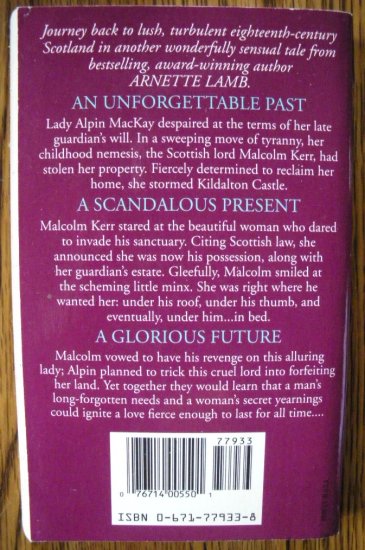 Journey back to lush, turbulent eighteenth-century
Scotland in another wonderfully sensual tale from
bestselling, award-winning author
ARNETTE LAMB.
AN UNFORGETTABLE PAST
Lady Alpin MacKay despaired at the terms of her late
guardian's will. In a sweeping move of tyranny, her
childhood nemesis, the Scottish lord Malcolm Kerr, had
stolen her property. Fiercely determined to reclaim her
home, she stormed Kildalton Castle.
A SCANDALOUS PRESENT
Malcolm Kerr stared at the beautiful woman who dared
to invade his sanctuary. Citing Scottish law, she
announced she was now his possession, along with
her guardian's estate. Gleefully, Malcolm smiled at
the scheming little minx. She was right where he
wanted her: under his roof, under his thumb, and
eventually, under him...in bed.
A GLORIOUS FUTURE
Malcolm vowed to have his revenge on this alluring
lady; Alpin planned to trick this cruel lord into forfeiting
her land. Yet together they would learn that a man's
long-forgotten needs and a woman's secret yearnings
could ignite a love fierce enough to last for all time....
77933
0 76714 00550 1
ISBN 0-671-77933-8